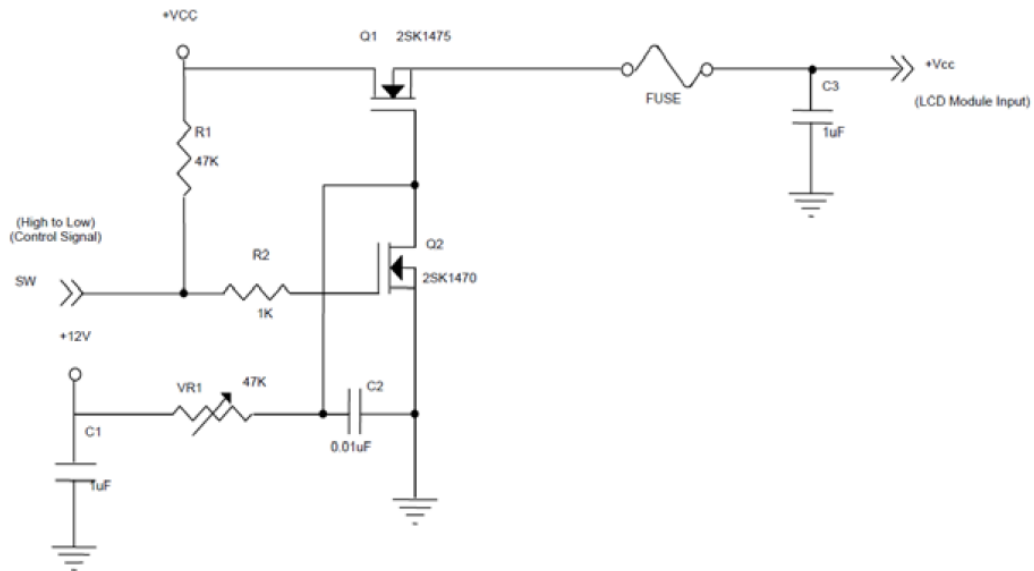 +VCC
Q1 2SK1475
+Vcc
FUSE
C3
(LCD Module Input)
R1
1uF
47K
(High to Low)
(Control Signal)
Q2
R2
SW
2SK1470
1K
+12V
VR1
47K
C2
C1
0.01uF
1uF